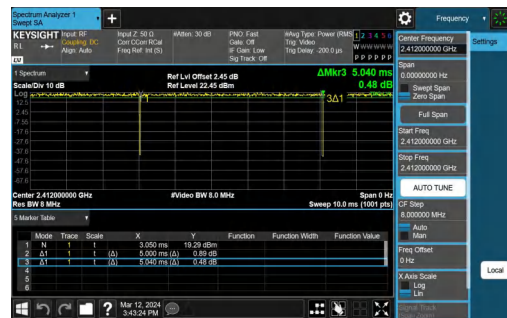 Spectrum Analyzer 1
Swept SA
+
Frequency
KEYSIGHT
Input: RF
Coupling: DC
Align: Auto
Input Z: 50 Ω
Corr CCorr RCal
Freq Ref: Int (S)
#Atten: 30 dB
PNO: Fast
Gate: Off
IF Gain: Low
Sig Track: Off
#Avg Type: Power (RMS
Trig: Video
Trig Delay: -200.0 µs
1 2 3 4 5 6
W W W W W W
P P P P P P
RL
LV
Center Frequency
2.412000000 GHz
Settings
Span
0.00000000 Hz
Swept Span
Zero Span
Full Span
Start Freq
2.412000000 GHz
Stop Freq
2.412000000 GHz
AUTO TUNE
CF Step
8.000000 MHz
Auto
Man
Freq Offset
0 Hz
X Axis Scale
Log
Lin
Signal Track
Local
1 Spectrum
Scale/Div 10 dB
Ref Lvl Offset 2.45 dB
Ref Level 22.45 dBm
ΔMkr3 5.040 ms
0.48 dB
Log
12.5
2.45
-7.55
-17.6
-27.6
-37.6
-47.6
-57.6
-67.6
3Δ1
Center 2.412000000 GHz
Res BW 8 MHz
#Video BW 8.0 MHz
Span 0 Hz
Sweep 10.0 ms (1001 pts)
5 Marker Table
Mode Trace Scale X Y Function Function Width Function Value
1 N 1 t 3.050 ms 19.29 dBm
2 Δ1 1 t (Δ) 5.000 ms (Δ) 0.89 dB
3 Δ1 1 t (Δ) 5.040 ms (Δ) 0.48 dB
4
5
6
?
Mar 12, 2024
3:43:24 PM